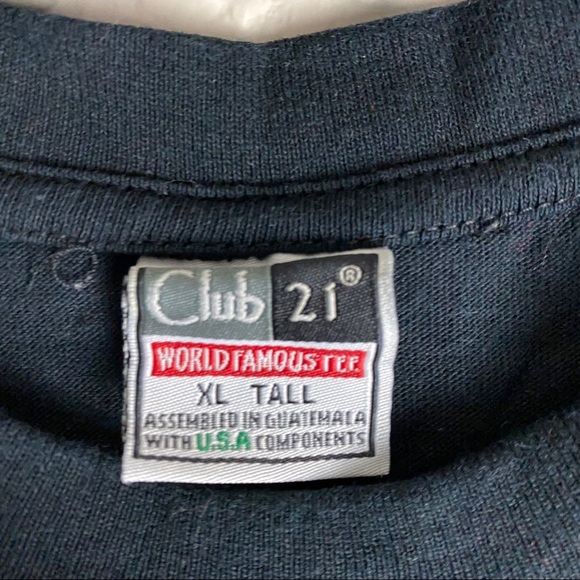 Club 21®
WORLD FAMOUS TEE
XL TALL
ASSEMBLED IN GUATEMALA
WITH U.S.A COMPONENTS